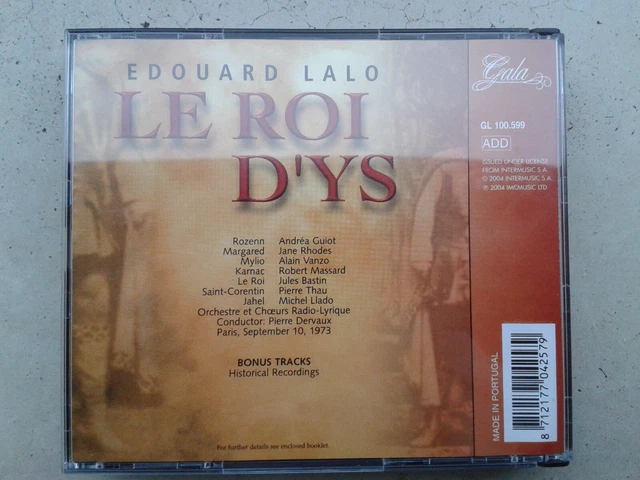 EDOUARD LALO
LE ROI
D'YS
Rozenn Andréa Guiot
Margared Jane Rhodes
Mylio Alain Vanzo
Karnac Robert Massard
Le Roi Jules Bastin
Saint-Corentin Pierre Thau
Jahel Michel Llado
Orchestre et Chœurs Radio-Lyrique
Conductor: Pierre Dervaux
Paris, September 10, 1973
BONUS TRACKS
Historical Recordings
For further details see enclosed booklet.
Gala
GL 100.599
ADD
ISSUED UNDER LICENSE
FROM INTERMUSIC S.A.
© 2004 INTERMUSIC S.A.
℗ 2004 IMCMUSIC LTD
MADE IN PORTUGAL
8 712177 042579